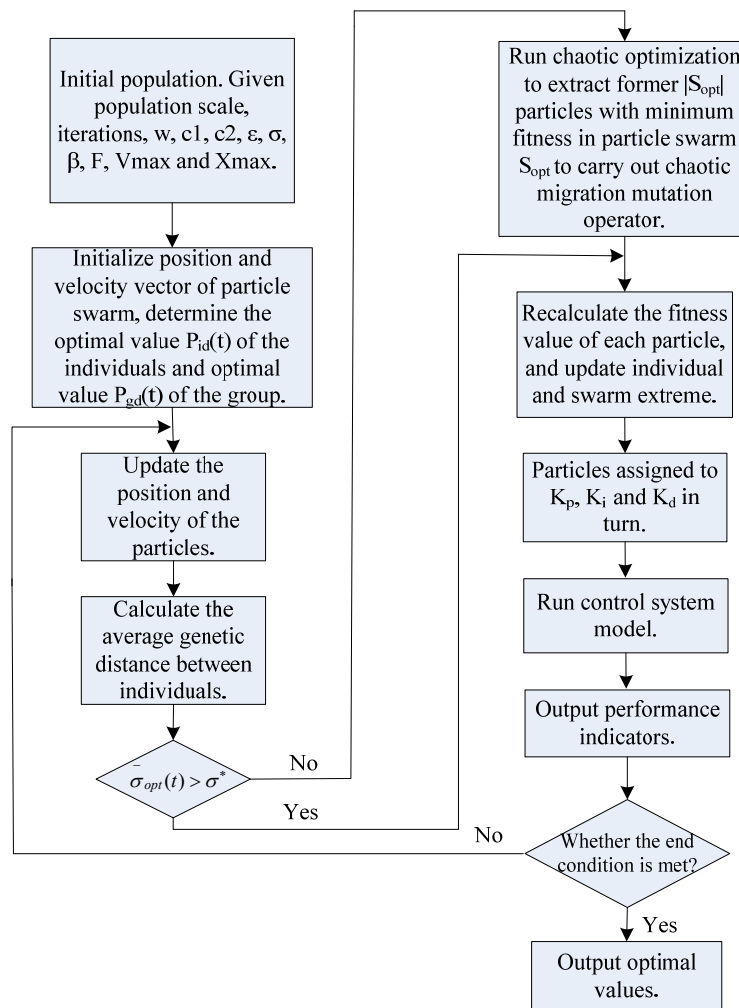 Initial population. Given
population scale,
iterations, w, c1, c2, ε, σ,
β, F, Vmax and Xmax.
Initialize position and
velocity vector of particle
swarm, determine the
optimal value Pid(t) of the
individuals and optimal
value Pgd(t) of the group.
Update the
position and
velocity of the
particles.
Calculate the
average genetic
distance between
individuals.
σ̄opt(t) > σ*
No
Yes
Run chaotic optimization
to extract former |Sopt|
particles with minimum
fitness in particle swarm
Sopt to carry out chaotic
migration mutation
operator.
Recalculate the fitness
value of each particle,
and update individual
and swarm extreme.
Particles assigned to
Kp, Ki and Kd in
turn.
Run control system
model.
Output performance
indicators.
Whether the end
condition is met?
No
Yes
Output optimal
values.